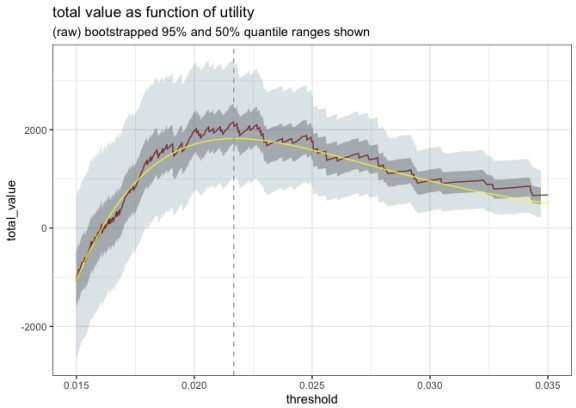 total value as function of utility
(raw) bootstrapped 95% and 50% quantile ranges shown
2000
0
-2000
total_value
0.015 0.020 0.025 0.030 0.035
threshold